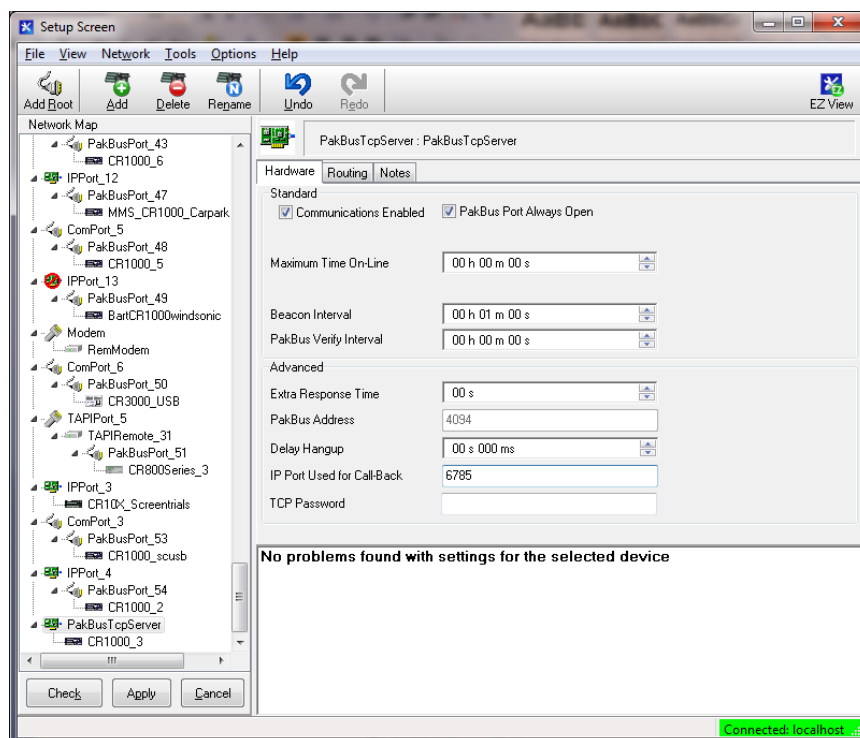 Setup Screen
File View Network Tools Options Help
Add Root Add Delete Rename Undo Redo EZ View
Network Map
PakBusPort_43
CR1000_6
IPPort_12
PakBusPort_47
MMS_CR1000_Carpark
ComPort_5
PakBusPort_48
CR1000_5
IPPort_13
PakBusPort_49
BartCR1000windsonic
Modem
RemModem
ComPort_6
PakBusPort_50
CR3000_USB
TAPIPort_5
TAPIRemote_31
PakBusPort_51
CR800Series_3
IPPort_3
CR10X_Screentrials
ComPort_3
PakBusPort_53
CR1000_scusb
IPPort_4
PakBusPort_54
CR1000_2
PakBusTcpServer
CR1000_3
Check Apply Cancel
PakBusTcpServer : PakBusTcpServer
Hardware Routing Notes
Standard
Communications Enabled PakBus Port Always Open
Maximum Time On-Line 00 h 00 m 00 s
Beacon Interval 00 h 01 m 00 s
PakBus Verify Interval 00 h 00 m 00 s
Advanced
Extra Response Time 00 s
PakBus Address 4094
Delay Hangup 00 s 000 ms
IP Port Used for Call-Back 6785
TCP Password
No problems found with settings for the selected device
Connected: localhost